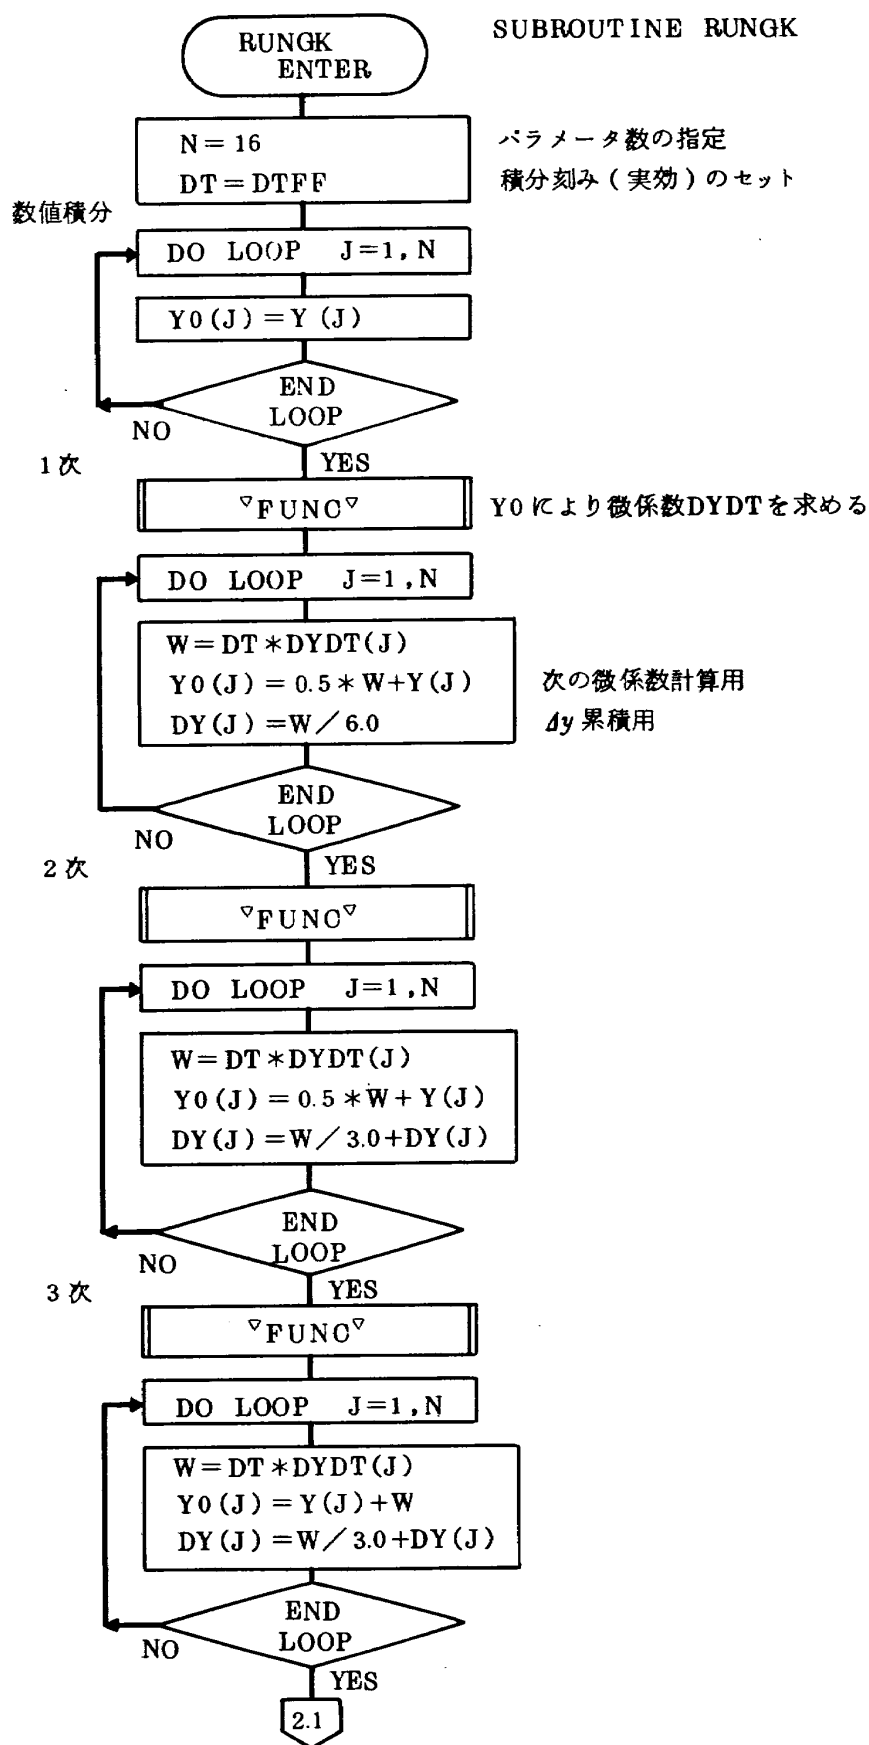 SUBROUTINE RUNGK
RUNGK
ENTER
N=16
DT=DTFF
パラメータ数の指定
積分刻み(実効)のセット
数値積分
DO LOOP J=1,N
Y0(J)=Y(J)
END
LOOP
NO
YES
1次
▽FUNC▽
Y0により微係数DYDTを求める
DO LOOP J=1,N
W=DT*DYDT(J)
Y0(J)=0.5*W+Y(J)
DY(J)=W/6.0
次の微係数計算用
Δy累積用
END
LOOP
NO
YES
2次
▽FUNC▽
DO LOOP J=1,N
W=DT*DYDT(J)
Y0(J)=0.5*W+Y(J)
DY(J)=W/3.0+DY(J)
END
LOOP
NO
YES
3次
▽FUNC▽
DO LOOP J=1,N
W=DT*DYDT(J)
Y0(J)=Y(J)+W
DY(J)=W/3.0+DY(J)
END
LOOP
NO
YES
2.1